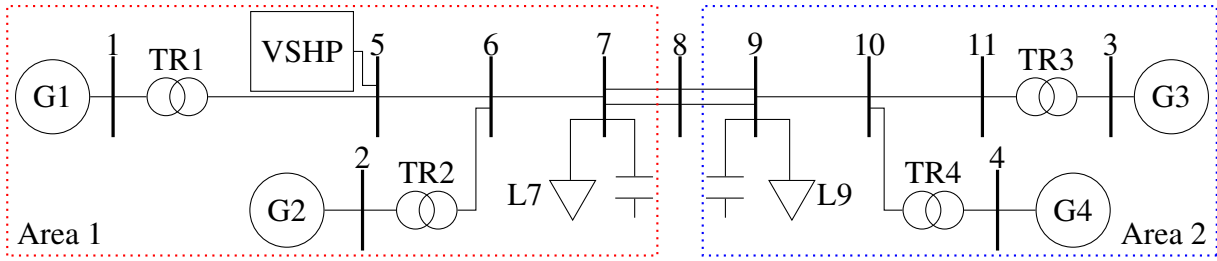 1 TR1 VSHP 5 6 7 8 9 10 11 TR3 3
G1 G3
2 TR2 L7 L9 TR4 4
G2 G4
Area 1 Area 2